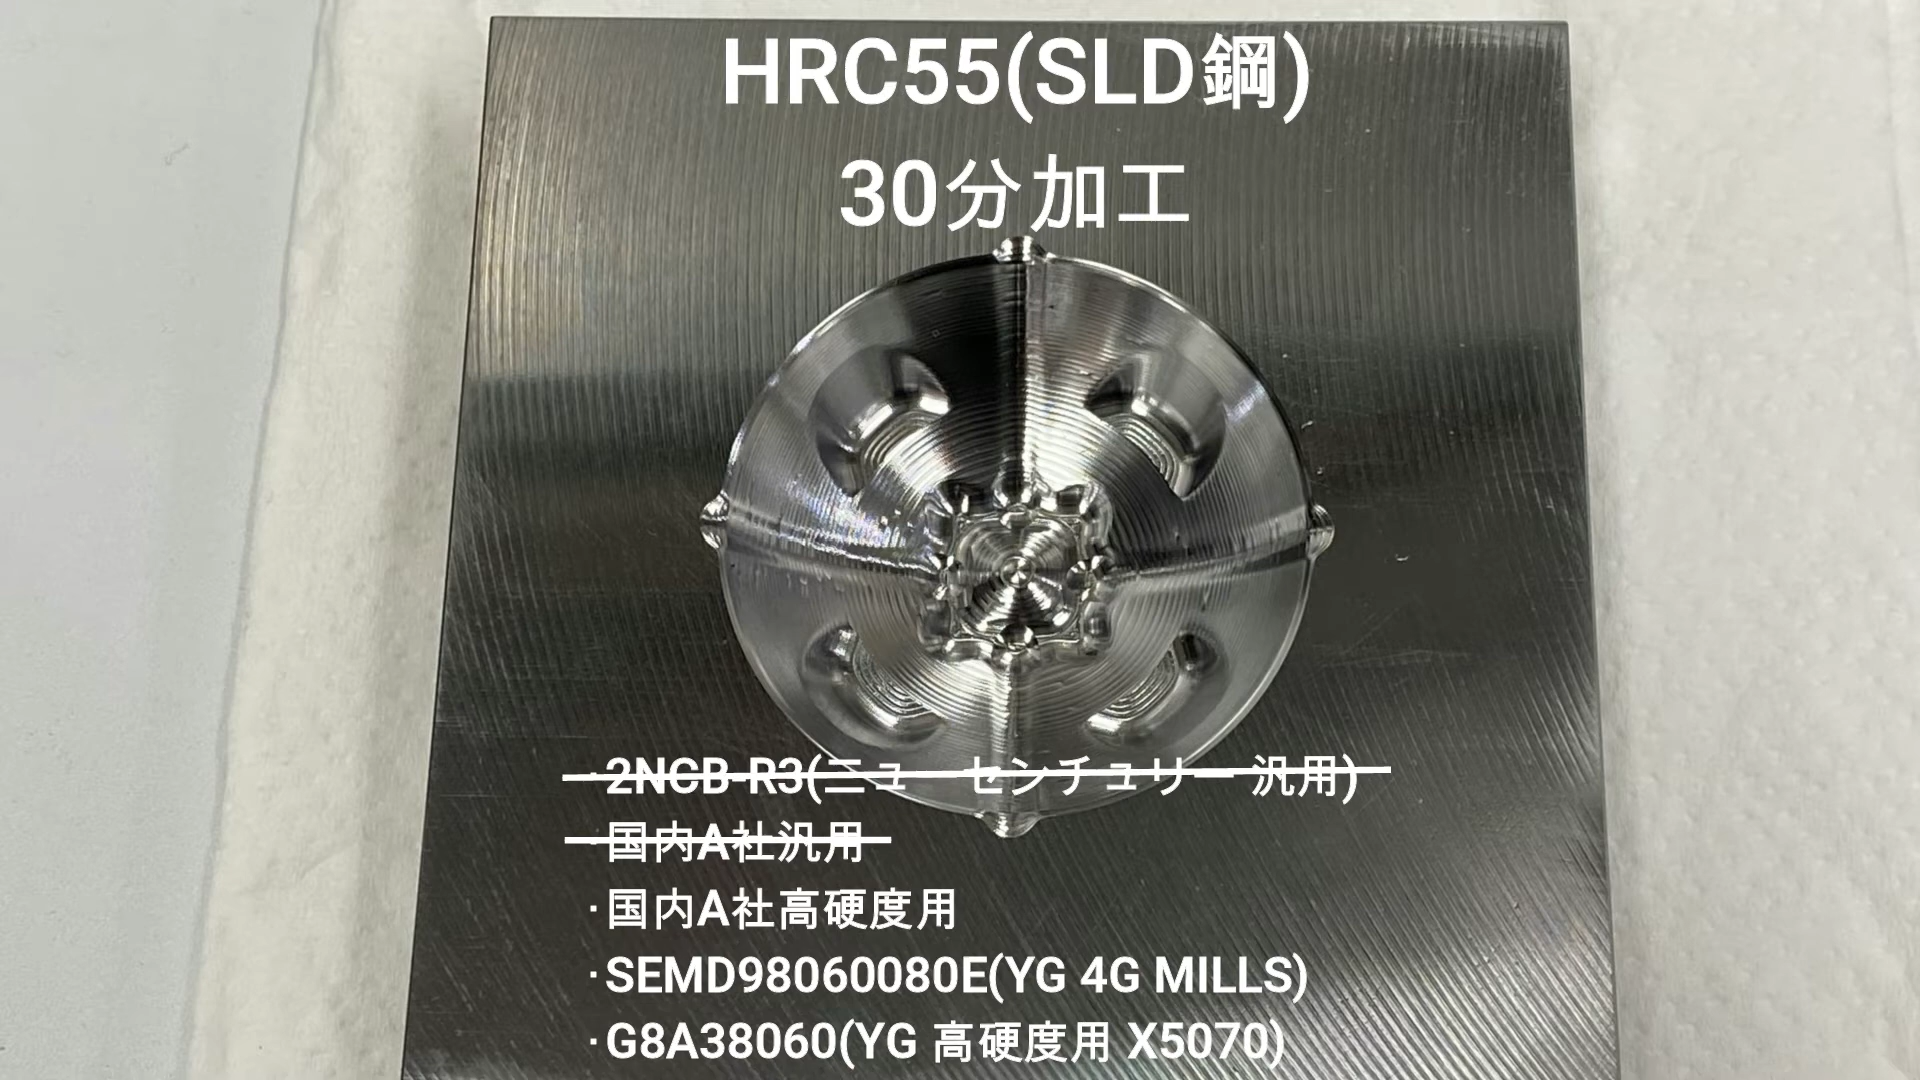 HRC55(SLD鋼)
30分加工
·2NCB-R3(ニューセンチュリー 汎用)
·国内A社汎用
·国内A社高硬度用
·SEMD98060080E(YG 4G MILLS)
·G8A38060(YG 高硬度用 X5070)